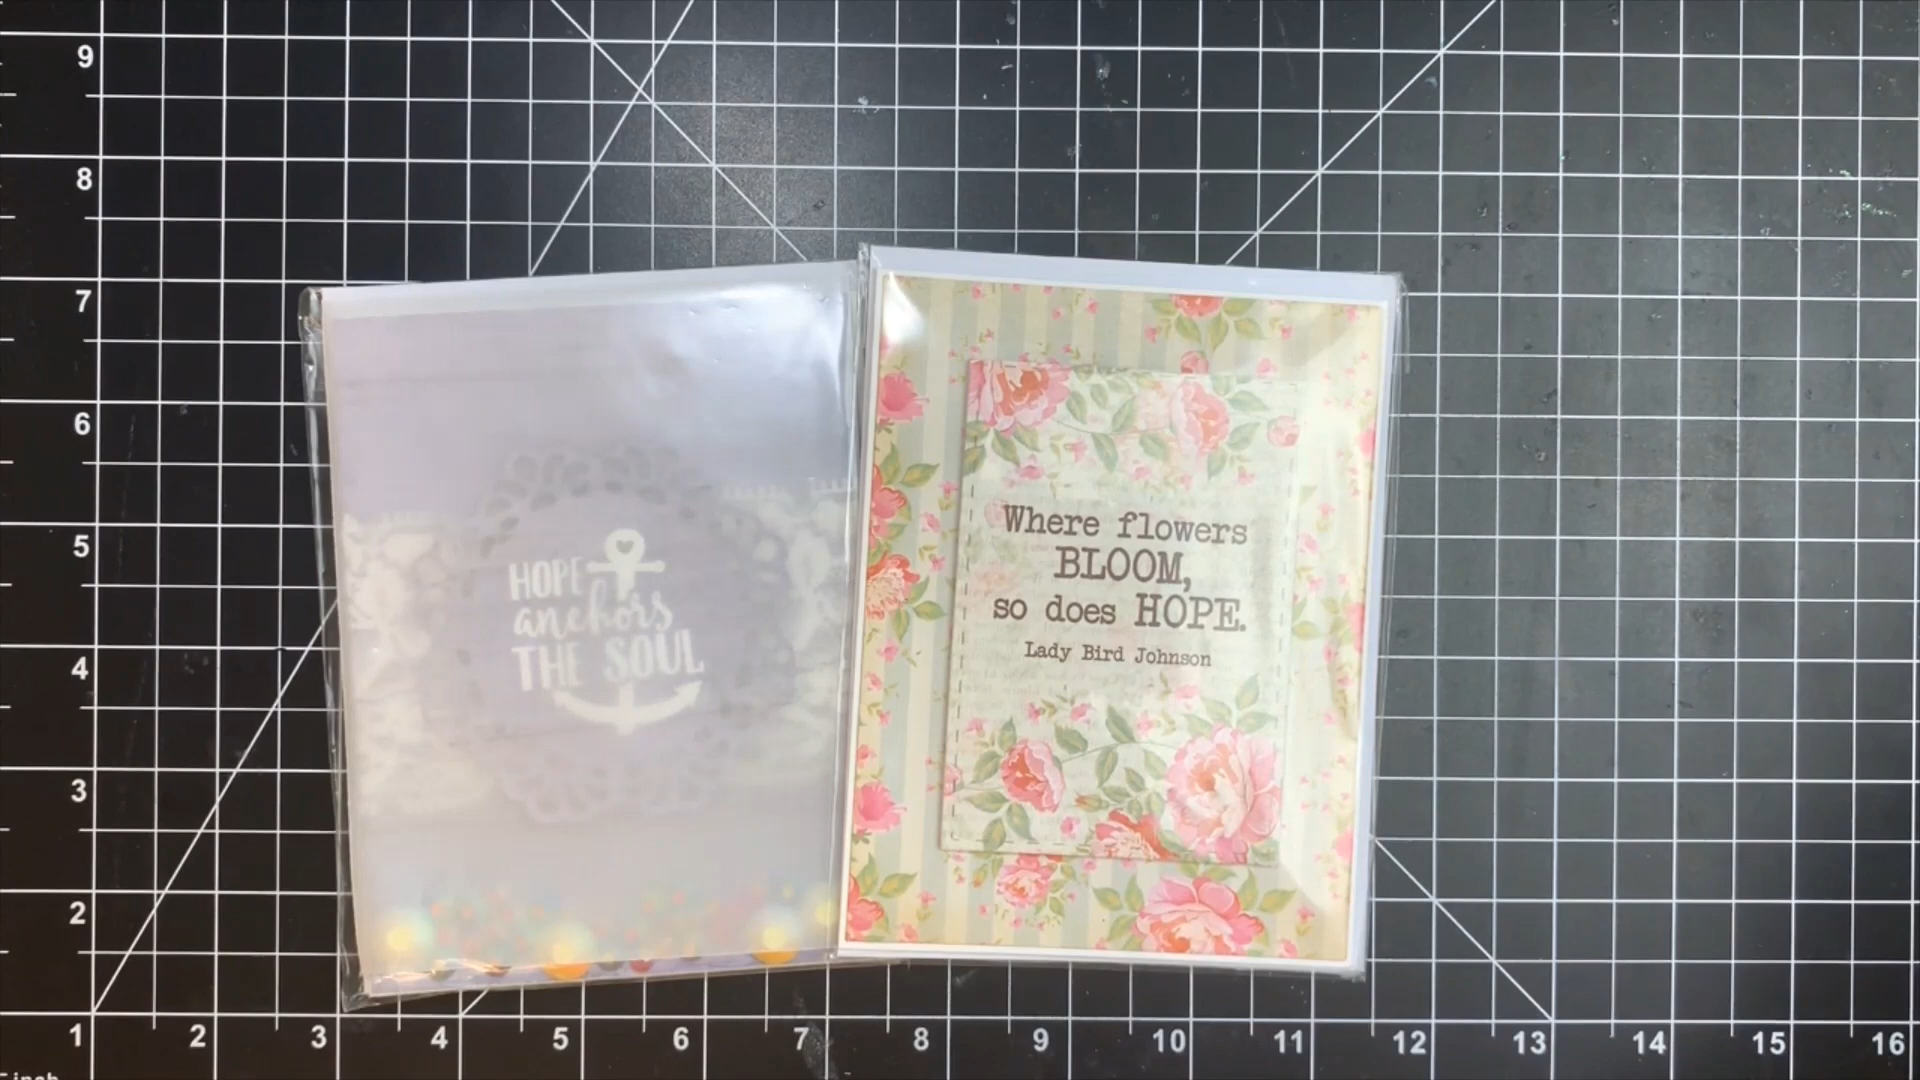 9
8
7
6
5
4
3
2
1 2 3 4 5 6 7 8 9 10 11 12 13 14 15 16
HOPE
anchors
THE SOUL
Where flowers
BLOOM,
so does HOPE.
Lady Bird Johnson